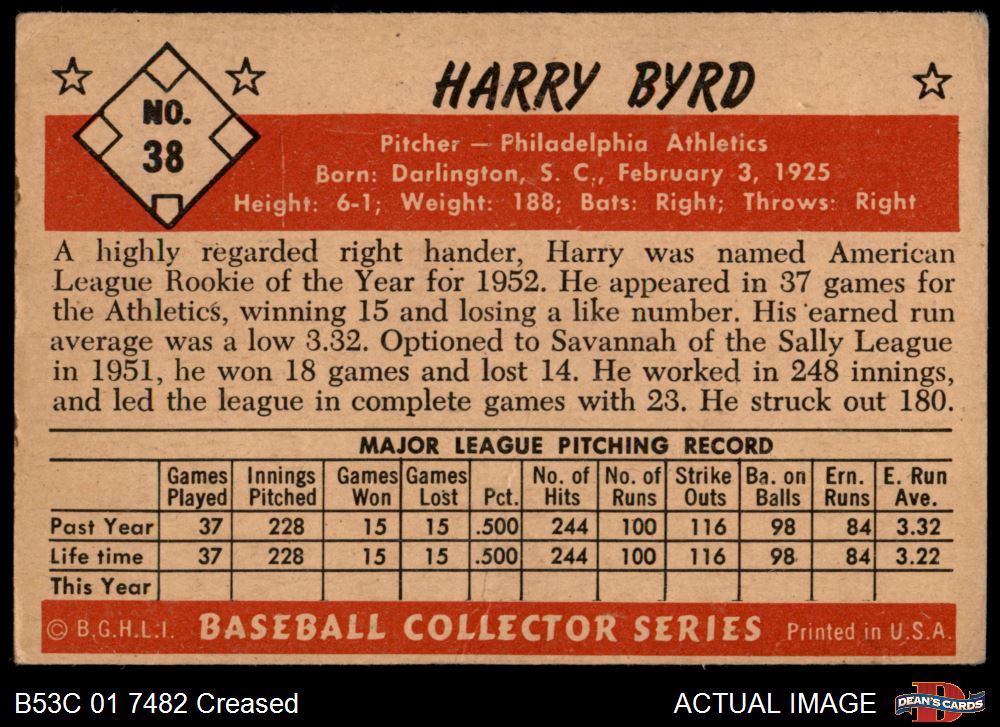 NO.
38
HARRY BYRD
Pitcher — Philadelphia Athletics
Born: Darlington, S. C., February 3, 1925
Height: 6-1; Weight: 188; Bats: Right; Throws: Right
A highly regarded right hander, Harry was named American
League Rookie of the Year for 1952. He appeared in 37 games for
the Athletics, winning 15 and losing a like number. His earned run
average was a low 3.32. Optioned to Savannah of the Sally League
in 1951, he won 18 games and lost 14. He worked in 248 innings,
and led the league in complete games with 23. He struck out 180.
MAJOR LEAGUE PITCHING RECORD
Games Innings Games Games No. of No. of Strike Ba. on Ern. E. Run
Played Pitched Won Lost Pct. Hits Runs Outs Balls Runs Ave.
Past Year 37 228 15 15 .500 244 100 116 98 84 3.32
Life time 37 228 15 15 .500 244 100 116 98 84 3.22
This Year
© B.G.H.L.I. BASEBALL COLLECTOR SERIES Printed in U.S.A.
B53C 01 7482 Creased ACTUAL IMAGE D DEAN'S CARDS